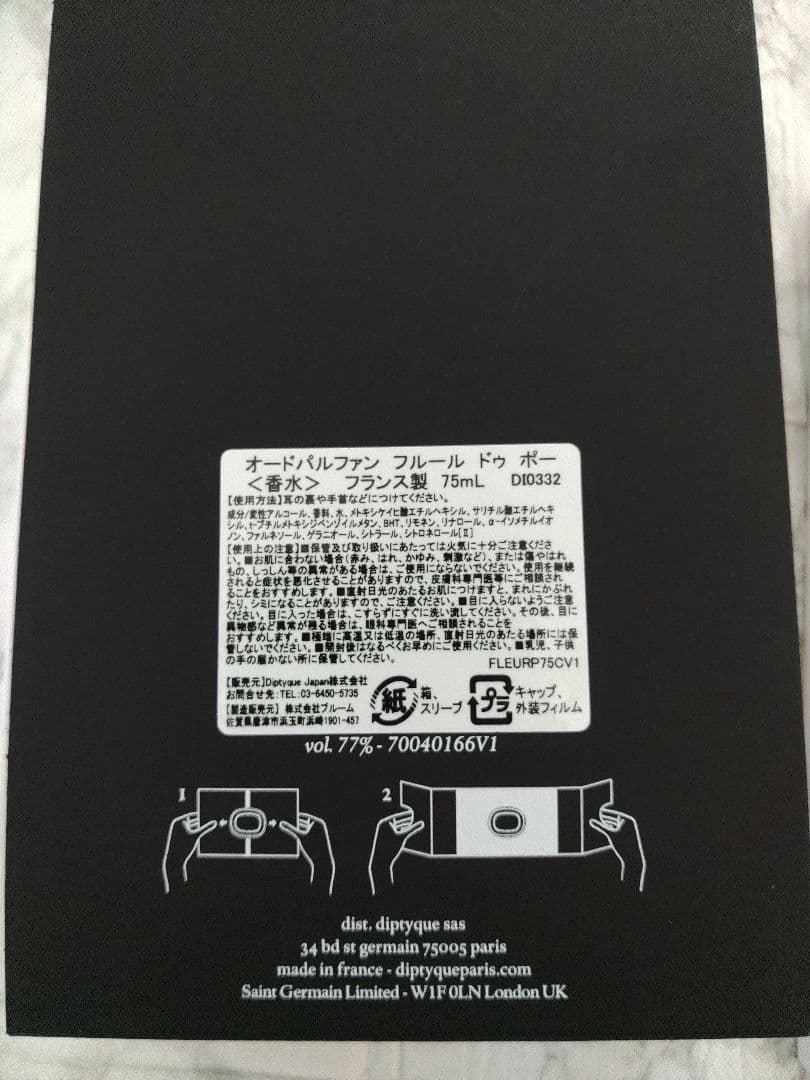 オードパルファン フルール ドゥ ポー
＜香水＞ フランス製 75mL DI0332
【使用方法】耳の裏や手首などにつけてください。
成分/変性アルコール、香料、水、メトキシケイヒ酸エチルヘキシル、サリチル酸エチルヘキ
シル、t-ブチルメトキシジベンゾイルメタン、BHT、リモネン、リナロール、α-イソメチルイオ
ノン、ファルネソール、ゲラニオール、シトラール、シトロネロール[Ⅱ]
【使用上の注意】■保管及び取り扱いにあたっては火気に十分ご注意くださ
い。■お肌に合わない場合(赤み、はれ、かゆみ、刺激など)、または傷やはれ
もの、しっしん等の異常がある場合は、ご使用にならないでください。使用を継続
されると症状を悪化させることがありますので、皮膚科専門医等にご相談され
ることをおすすめします。■直射日光のあたるお肌につけますと、まれにかぶれ
たり、シミになることがありますので、ご注意ください。■目に入らないようご注意
ください。目に入った場合は、こすらずにすぐに洗い流してください。その後、目に
異物感など異常が残る場合は、眼科専門医へご相談されることを
おすすめします。■極端に高温又は低温の場所、直射日光のあたる場所には保
管しないでください。■開封後はなるべくお早めにご使用ください。■乳児、子供
の手の届かない所に保管してください。
FLEURP75CV1
【販売元】Diptyque Japan株式会社
お問合せ先:TEL:03-6450-5735
【製造販売元】 株式会社ブルーム
佐賀県唐津市浜玉町浜崎1901-457
紙 箱、
スリーブ
プラ キャップ、
外装フィルム
vol. 77% - 70040166V1
1 2
dist. diptyque sas
34 bd st germain 75005 paris
made in france - diptyqueparis.com
Saint Germain Limited - W1F 0LN London UK